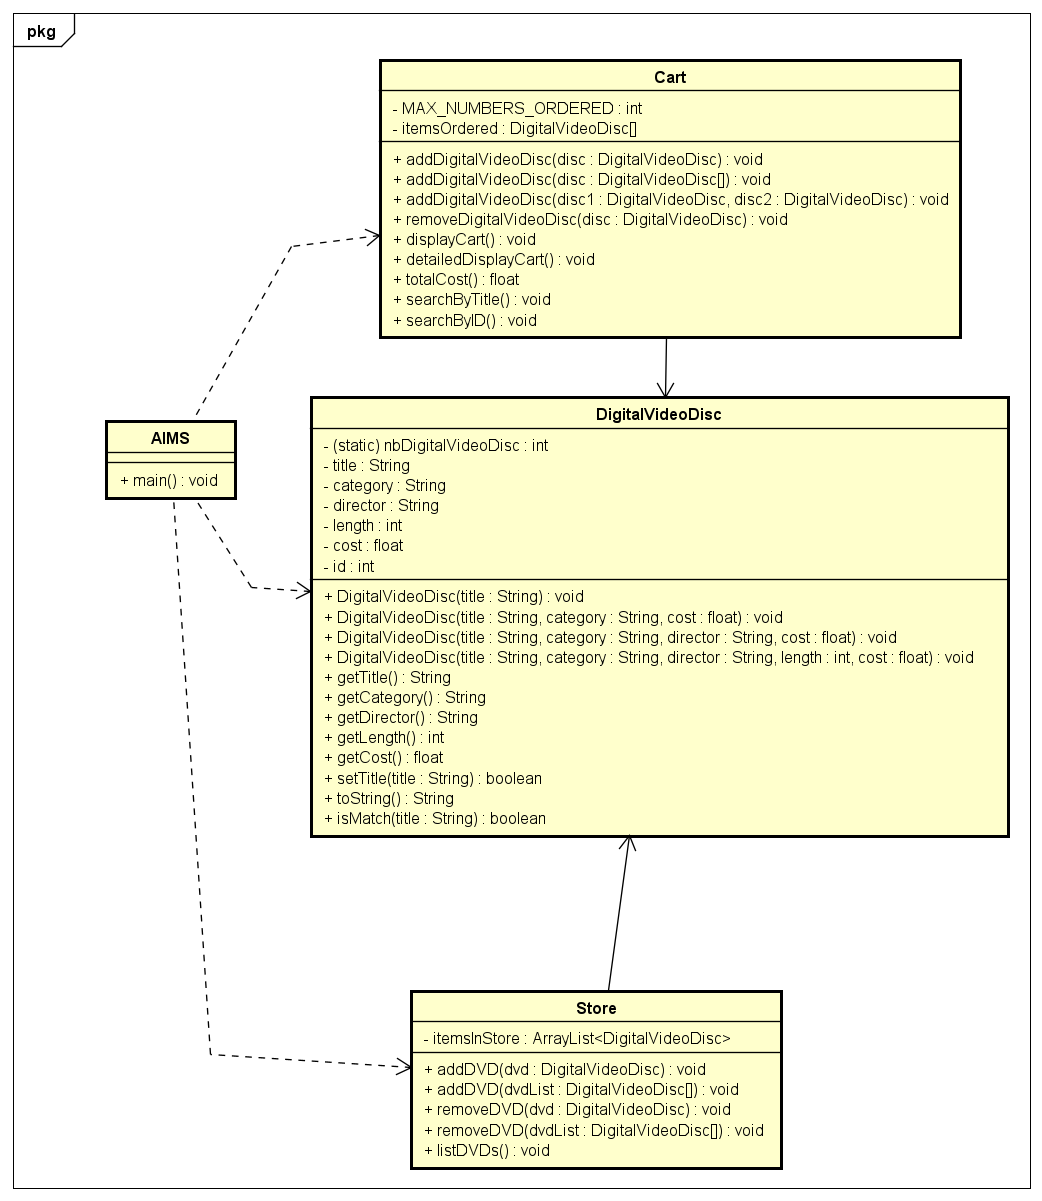 pkg
Cart
- MAX_NUMBERS_ORDERED : int
- itemsOrdered : DigitalVideoDisc[]
+ addDigitalVideoDisc(disc : DigitalVideoDisc) : void
+ addDigitalVideoDisc(disc : DigitalVideoDisc[]) : void
+ addDigitalVideoDisc(disc1 : DigitalVideoDisc, disc2 : DigitalVideoDisc) : void
+ removeDigitalVideoDisc(disc : DigitalVideoDisc) : void
+ displayCart() : void
+ detailedDisplayCart() : void
+ totalCost() : float
+ searchByTitle() : void
+ searchByID() : void
AIMS
+ main() : void
DigitalVideoDisc
- (static) nbDigitalVideoDisc : int
- title : String
- category : String
- director : String
- length : int
- cost : float
- id : int
+ DigitalVideoDisc(title : String) : void
+ DigitalVideoDisc(title : String, category : String, cost : float) : void
+ DigitalVideoDisc(title : String, category : String, director : String, cost : float) : void
+ DigitalVideoDisc(title : String, category : String, director : String, length : int, cost : float) : void
+ getTitle() : String
+ getCategory() : String
+ getDirector() : String
+ getLength() : int
+ getCost() : float
+ setTitle(title : String) : boolean
+ toString() : String
+ isMatch(title : String) : boolean
Store
- itemsInStore : ArrayList<DigitalVideoDisc>
+ addDVD(dvd : DigitalVideoDisc) : void
+ addDVD(dvdList : DigitalVideoDisc[]) : void
+ removeDVD(dvd : DigitalVideoDisc) : void
+ removeDVD(dvdList : DigitalVideoDisc[]) : void
+ listDVDs() : void